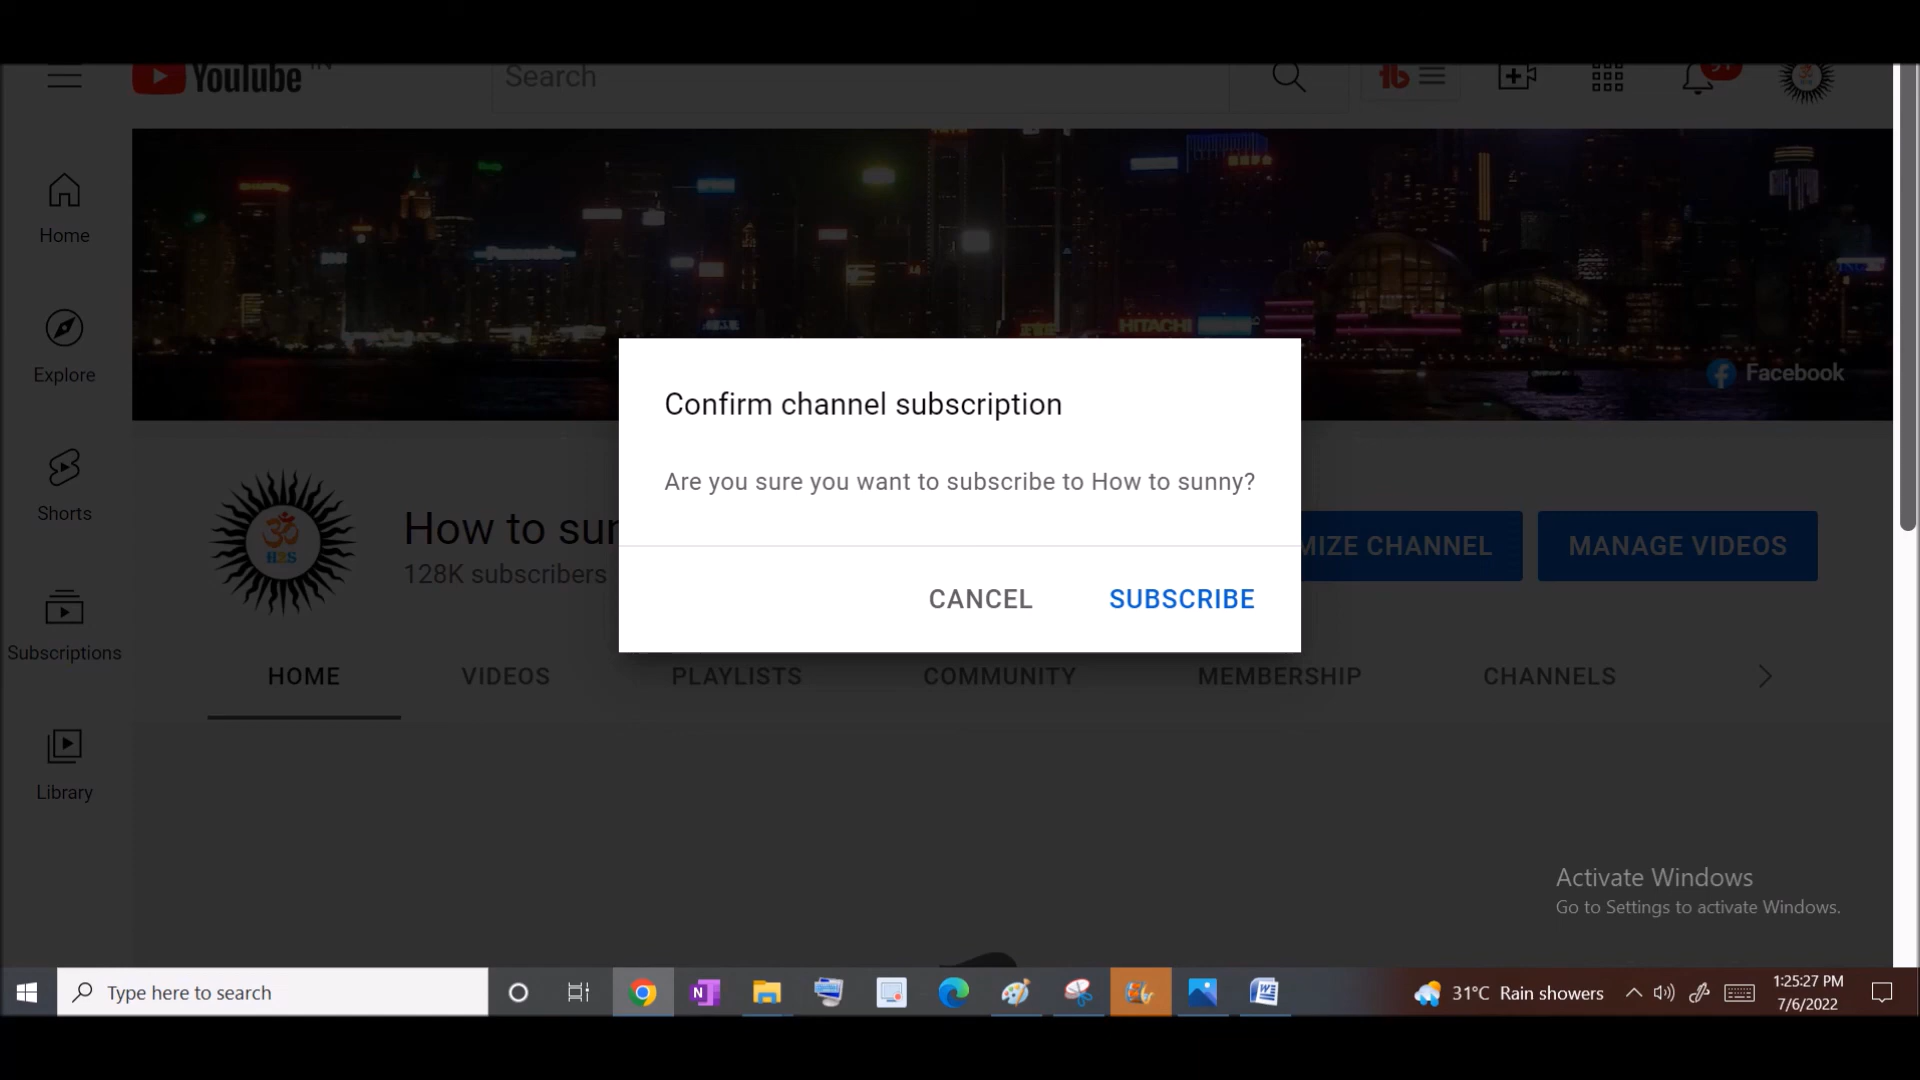 YouTube
Search
HITACHI
Facebook
Home
Explore
Shorts
Subscriptions
Library
Confirm channel subscription
Are you sure you want to subscribe to How to sunny?
CANCEL
SUBSCRIBE
ॐ
H2S
How to sun
128K subscribers
MIZE CHANNEL
MANAGE VIDEOS
HOME
VIDEOS
PLAYLISTS
COMMUNITY
MEMBERSHIP
CHANNELS
Activate Windows
Go to Settings to activate Windows.
Type here to search
31°C Rain showers
1:25:27 PM
7/6/2022